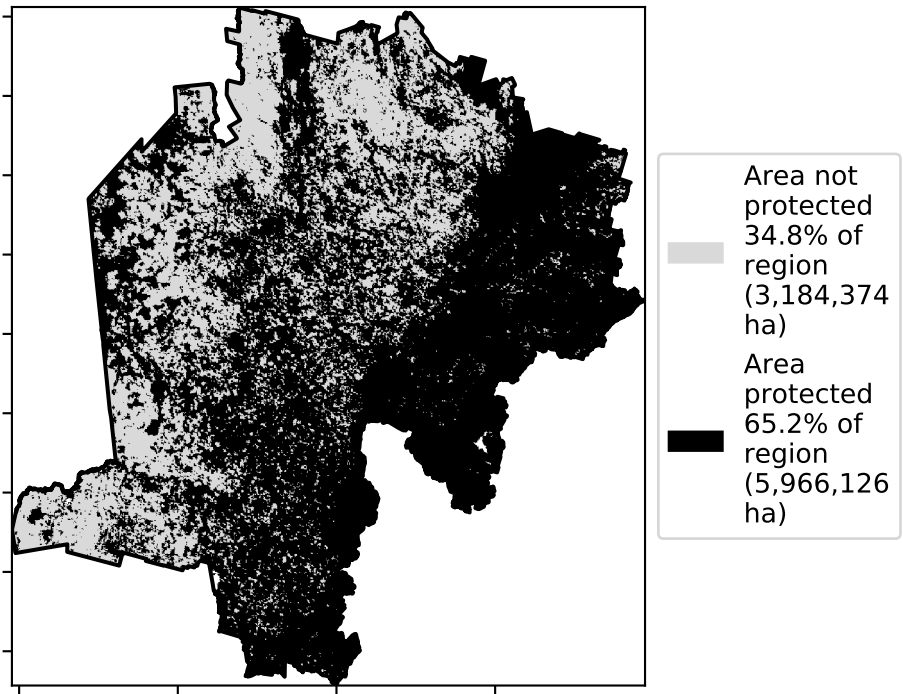 Area not
protected
34.8% of
region
(3,184,374
ha)
Area
protected
65.2% of
region
(5,966,126
ha)